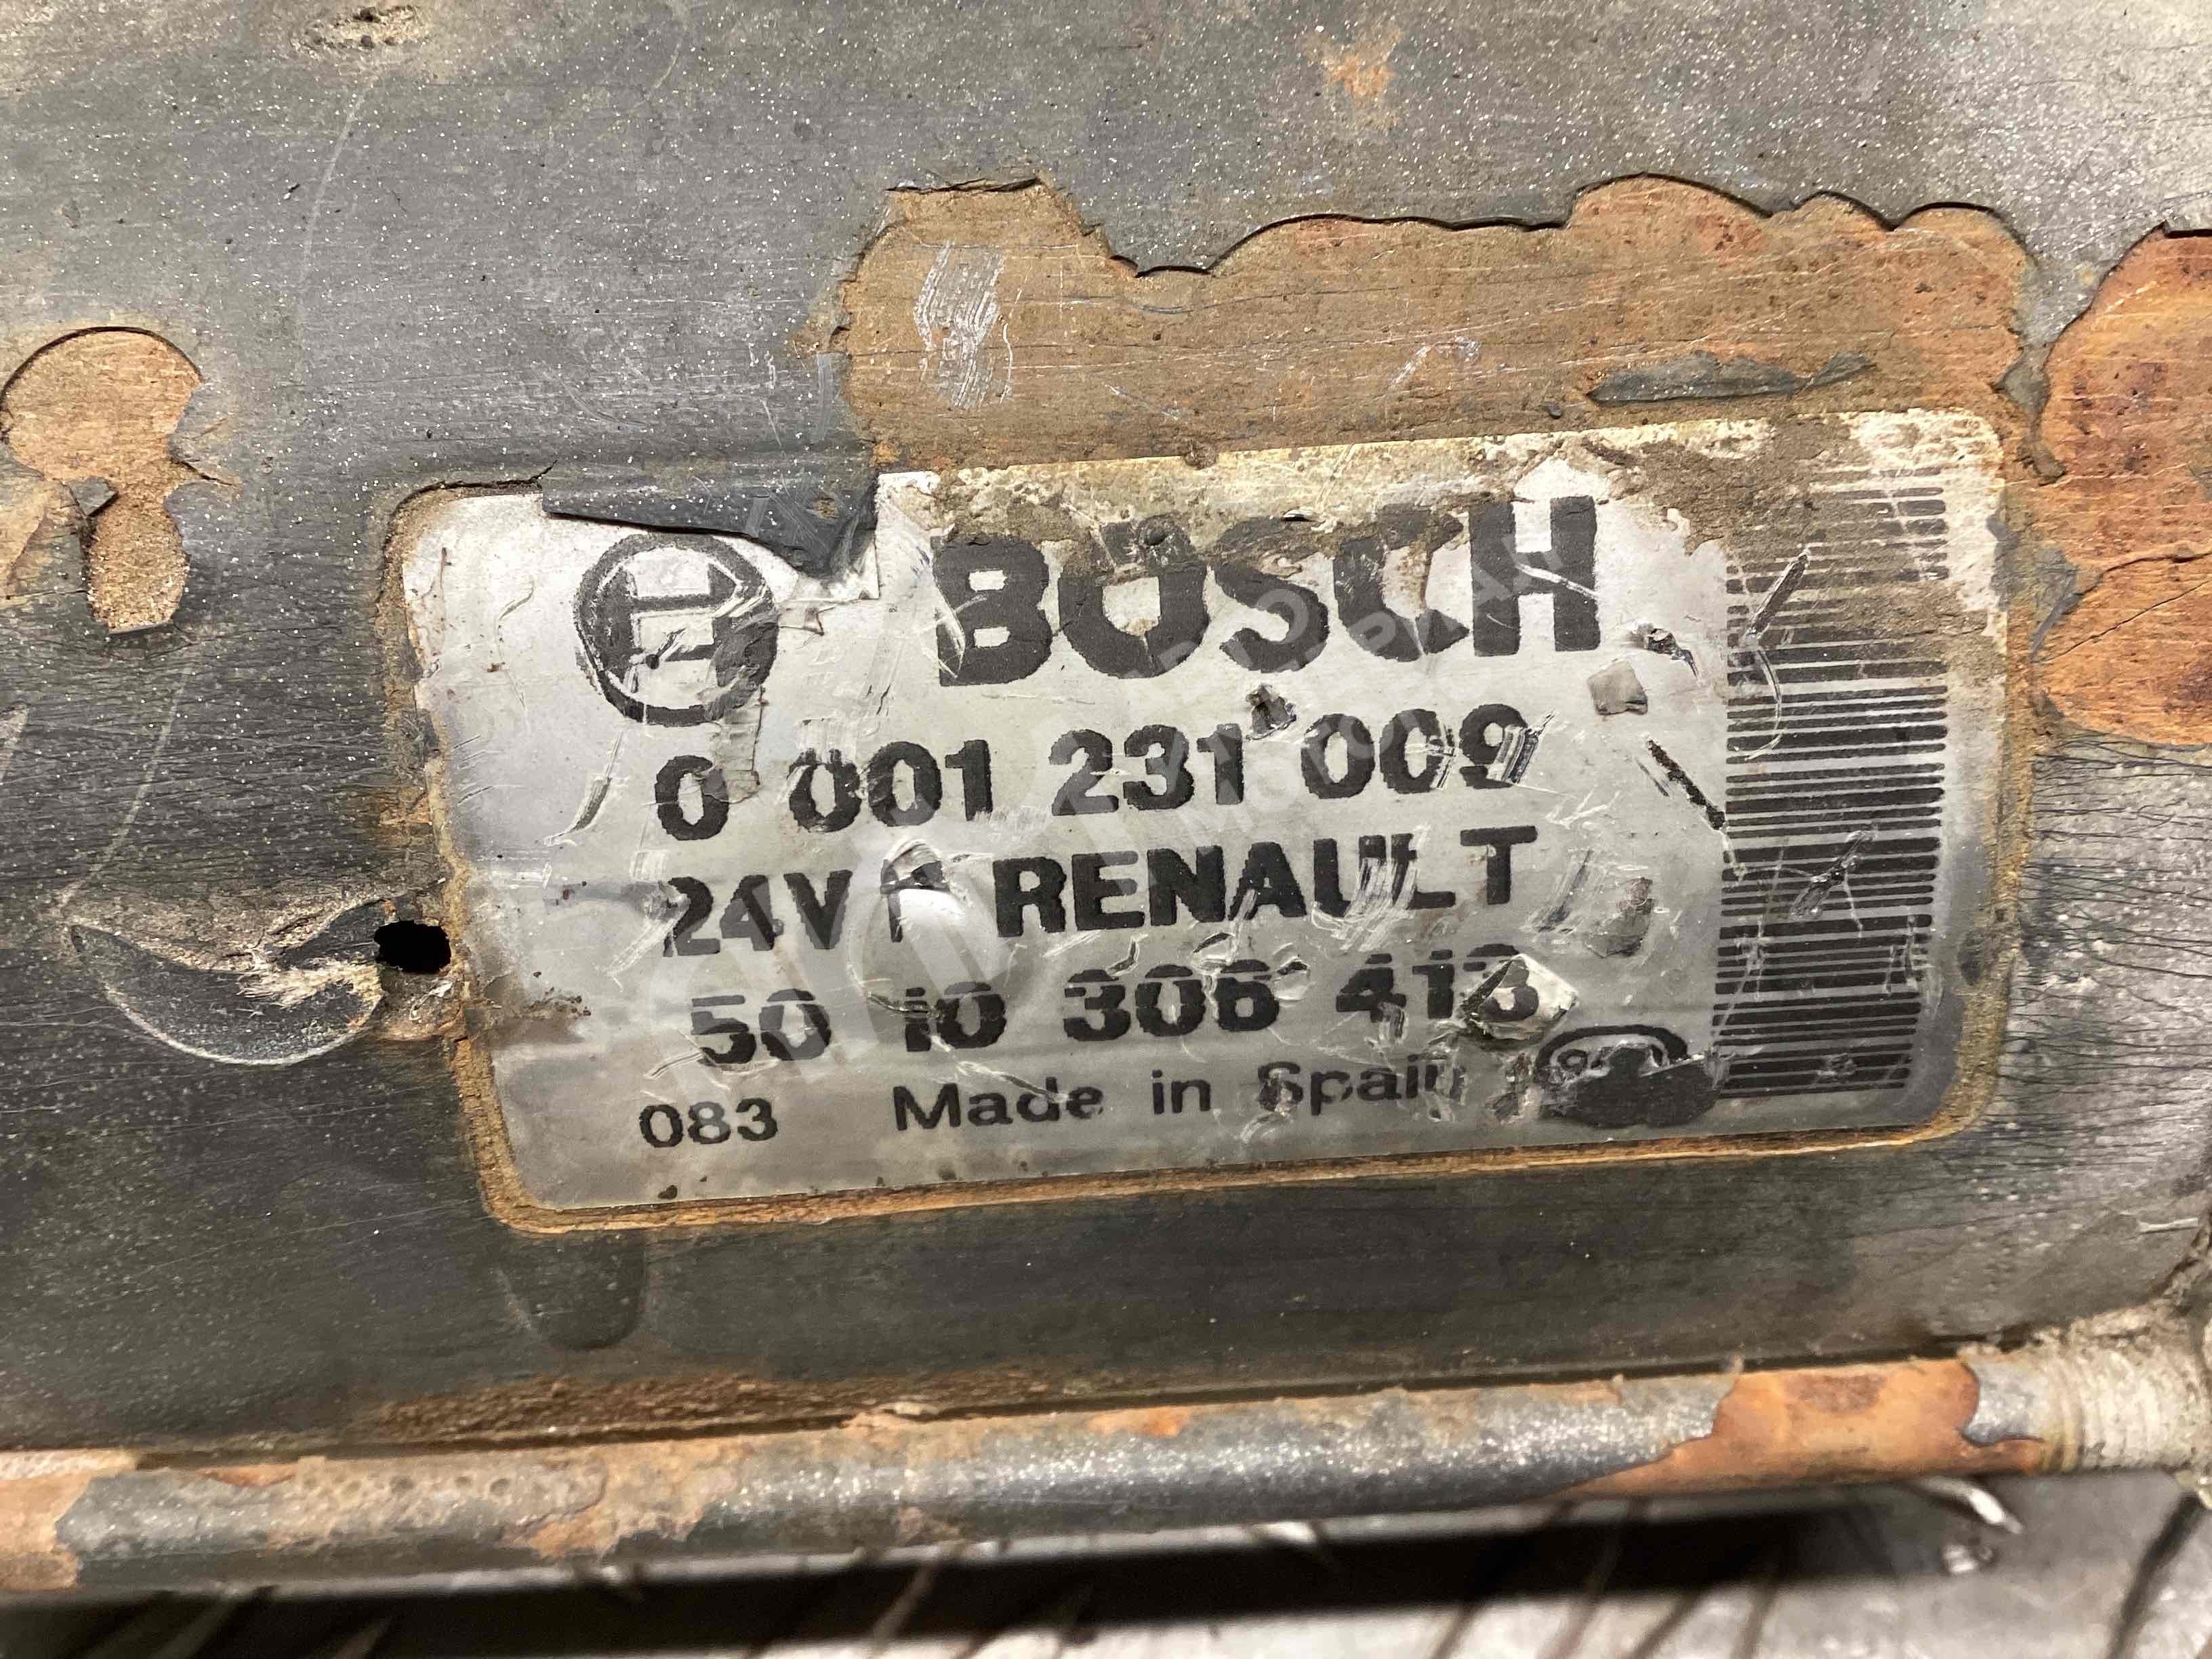 BOSCH
0 001 231 009
24V RENAULT
50 10 306 413
083 Made in Spain